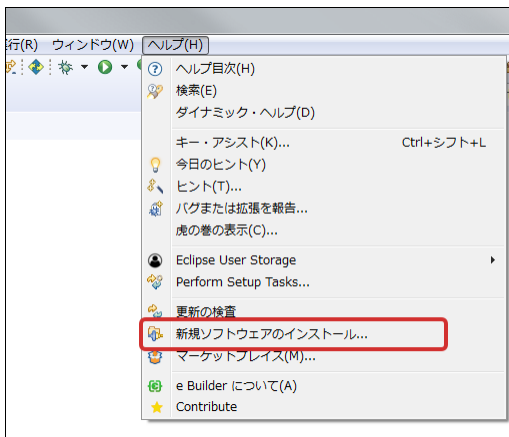 行(R) ウィンドウ(W) ヘルプ(H)
ヘルプ目次(H)
検索(E)
ダイナミック・ヘルプ(D)
キー・アシスト(K)... Ctrl+シフト+L
今日のヒント(Y)
ヒント(T)...
バグまたは拡張を報告...
虎の巻の表示(C)...
Eclipse User Storage
Perform Setup Tasks...
更新の検査
新規ソフトウェアのインストール...
マーケットプレイス(M)...
e Builder について(A)
Contribute